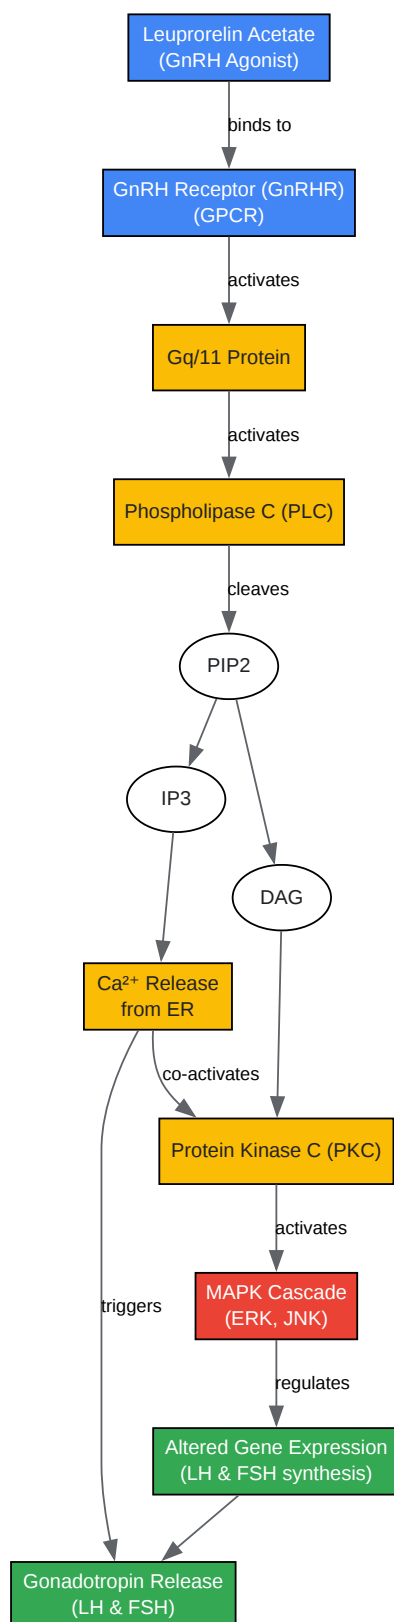 Leuprorelin Acetate
(GnRH Agonist)
binds to
GnRH Receptor (GnRHR)
(GPCR)
activates
Gq/11 Protein
activates
Phospholipase C (PLC)
cleaves
PIP2
IP3
DAG
Ca²⁺ Release
from ER
co-activates
Protein Kinase C (PKC)
activates
MAPK Cascade
(ERK, JNK)
triggers
regulates
Altered Gene Expression
(LH & FSH synthesis)
Gonadotropin Release
(LH & FSH)